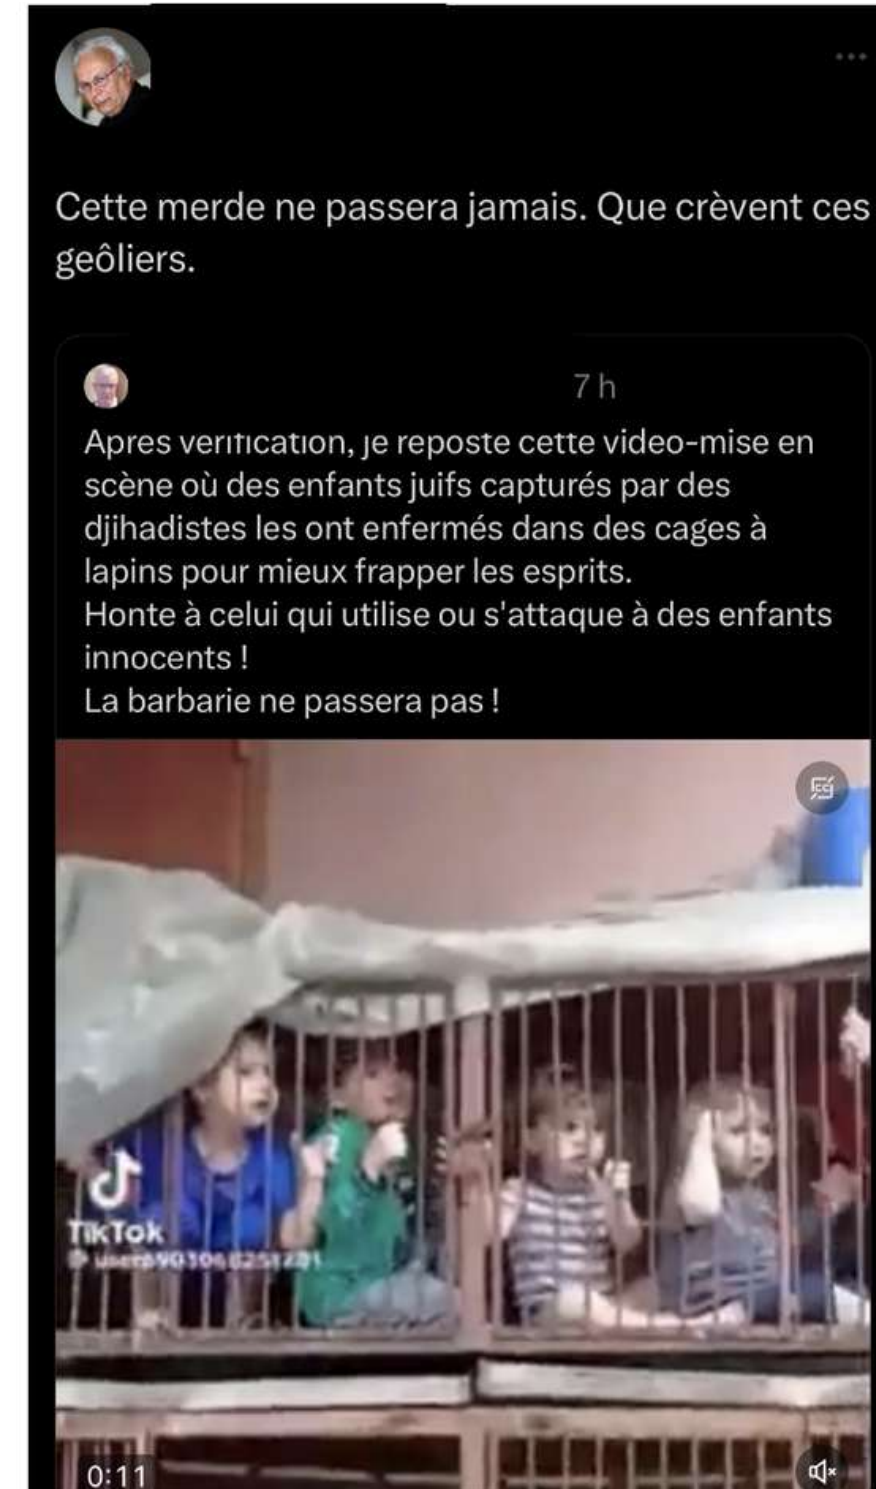 Cette merde ne passera jamais. Que crèvent ces
geôliers.
7 h
Apres verification, je reposte cette video-mise en
scène où des enfants juifs capturés par des
djihadistes les ont enfermés dans des cages à
lapins pour mieux frapper les esprits.
Honte à celui qui utilise ou s'attaque à des enfants
innocents !
La barbarie ne passera pas !
TikTok
0:11